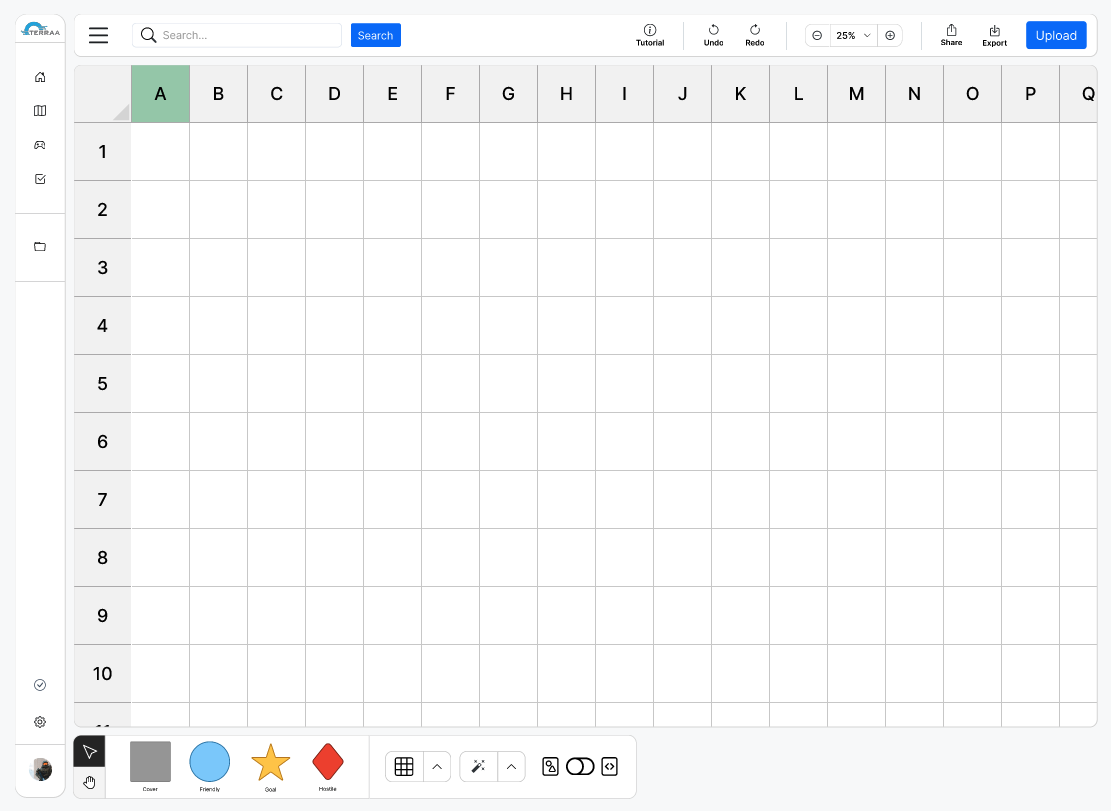 TERRAA
Search...
Search
Tutorial
Undo
Redo
25%
Share
Export
Upload
A B C D E F G H I J K L M N O P Q
1
2
3
4
5
6
7
8
9
10
11
Cover
Friendly
Goal
Hostile